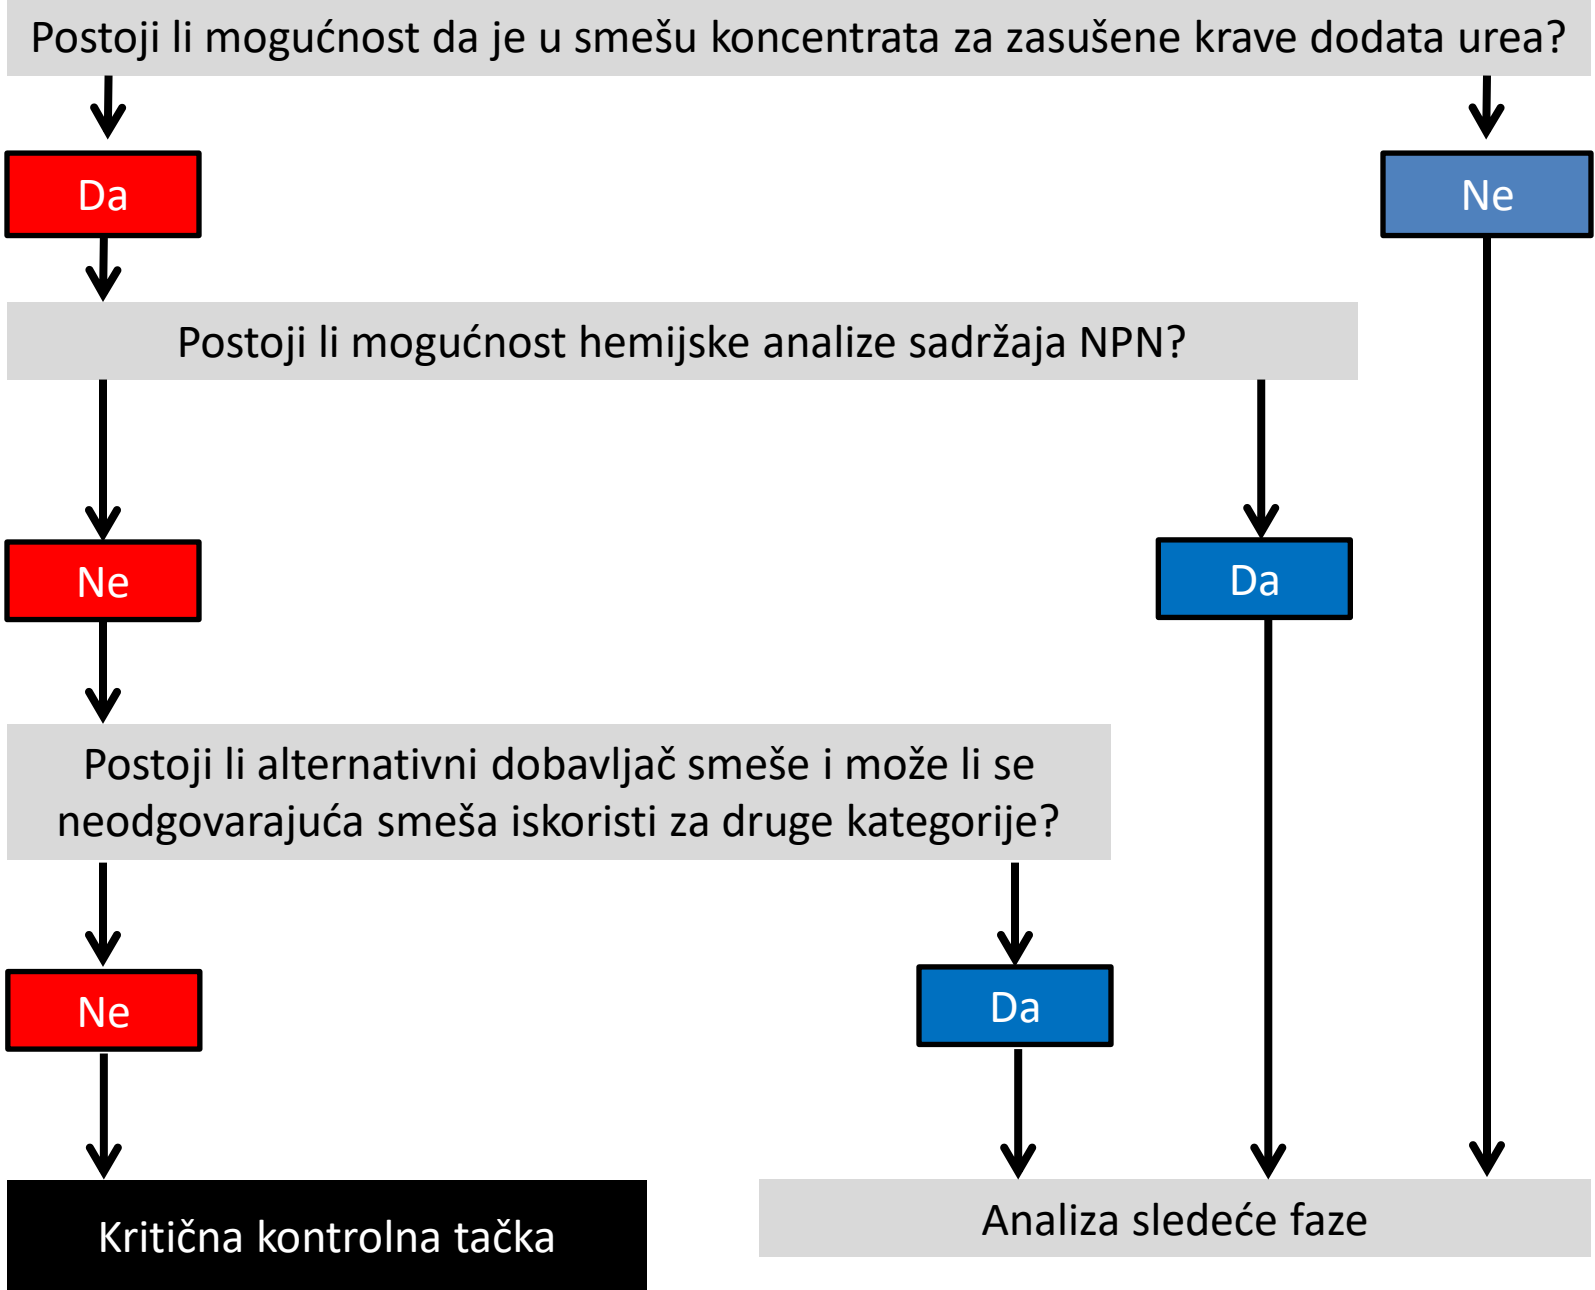 Postoji li mogućnost da je u smešu koncentrata za zasušene krave dodata urea?
Da
Ne
Postoji li mogućnost hemijske analize sadržaja NPN?
Ne
Da
Postoji li alternativni dobavljač smeše i može li se
neodgovarajuća smeša iskoristi za druge kategorije?
Ne
Da
Kritična kontrolna tačka
Analiza sledeće faze